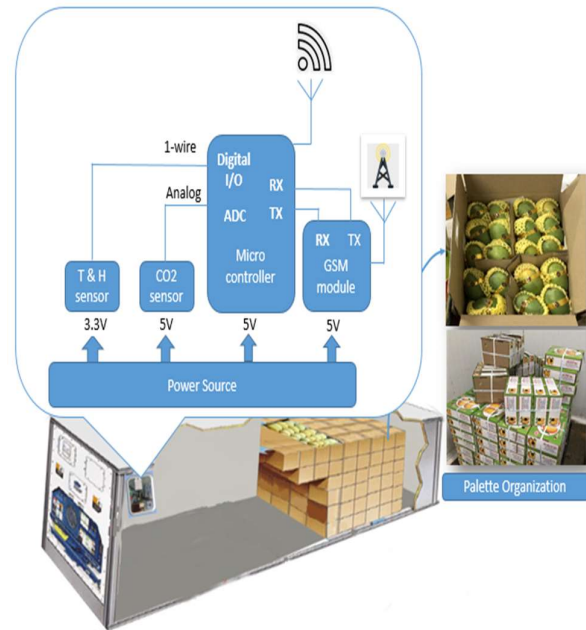 1-wire
Digital
I/O
RX
Analog
ADC
TX
RX TX
Micro
controller
GSM
module
T & H
sensor
CO2
sensor
3.3V
5V
5V
5V
Power Source
Palette Organization